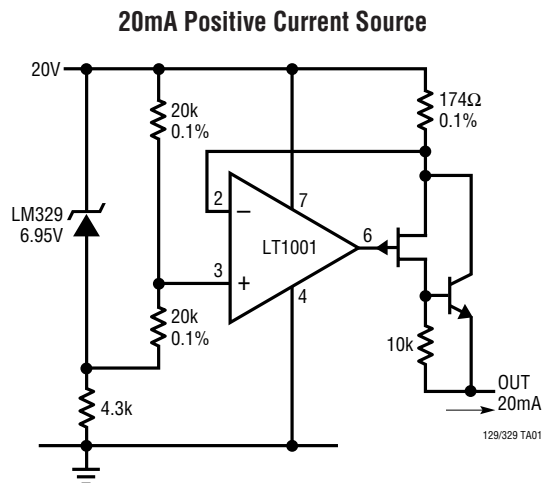 20mA Positive Current Source
20V
20k
0.1%
174Ω
0.1%
LM329
6.95V
2
−
7
LT1001
6
3
+
4
20k
0.1%
10k
4.3k
OUT
20mA
129/329 TA01